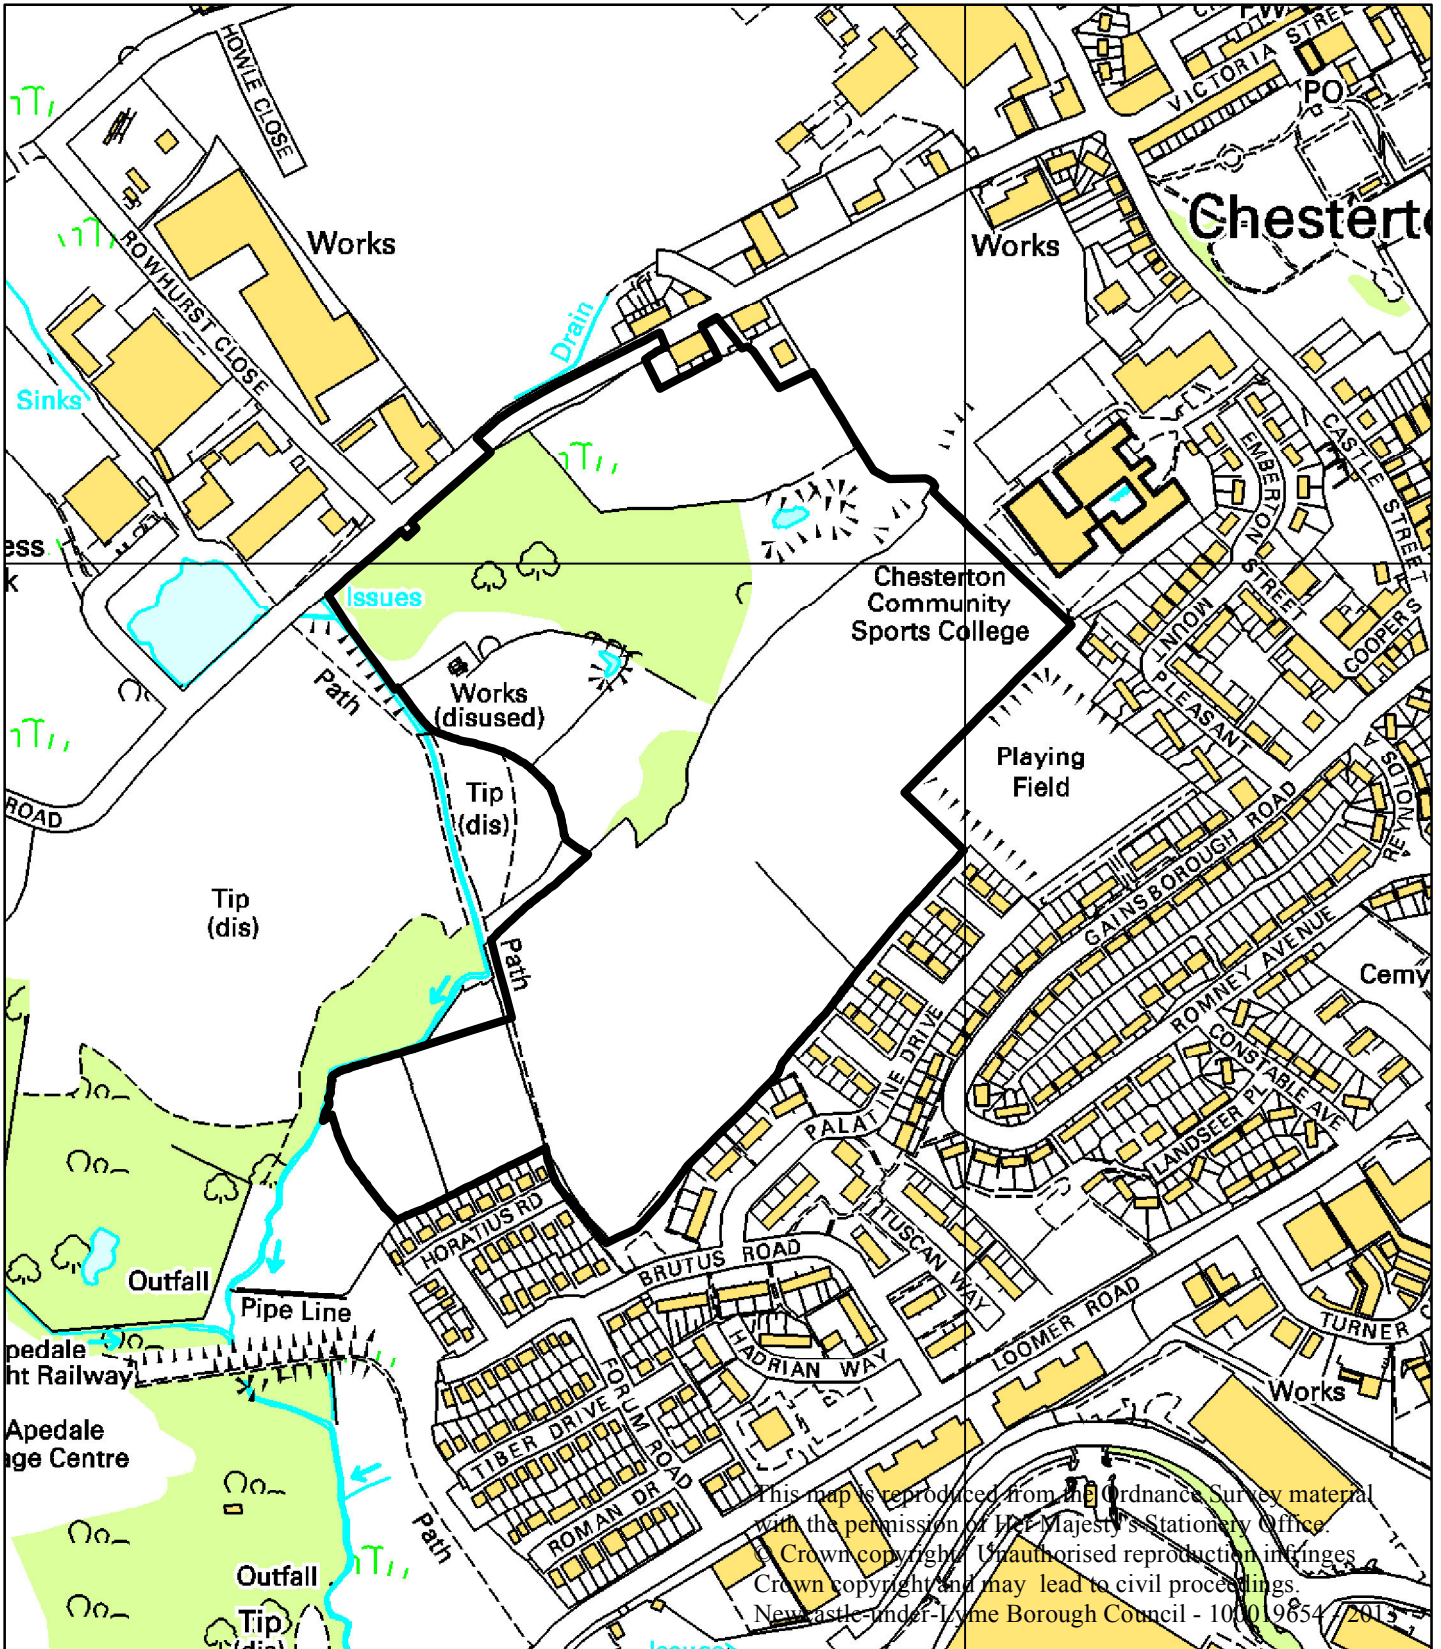 HOWLE CLOSE
VICTORIA STREE
PO
Chesterto
Works
Works
ROWHURST CLOSE
Drain
Sinks
CASTLE STREET
EMBERTON STREET
ess
k
Issues
Chesterton
Community
Sports College
MOUNT PLEASANT
COOPERS
Path
Works
(disused)
Playing
Field
REYNOLDS A
ROAD
Tip
(dis)
GAINSBOROUGH ROAD
Tip
(dis)
Path
ROMNEY AVENUE
Cemy
CONSTABLE AVE
LANDSEER PL
PALATINE DRIVE
HORATIUS RD
TUSCAN WAY
BRUTUS ROAD
Outfall
Pipe Line
LOOMER ROAD
TURNER C
pedale
ht Railway
HADRIAN WAY
FORUM ROAD
Works
Apedale
age Centre
TIBER DRIVE
ROMAN DR
Path
This map is reproduced from the Ordnance Survey material
with the permission of Her Majesty's Stationery Office.
© Crown copyright. Unauthorised reproduction infringes
Crown copyright and may lead to civil proceedings.
Newcastle-under-Lyme Borough Council - 100019654 - 2013
Outfall
Tip
(dis)
Issues